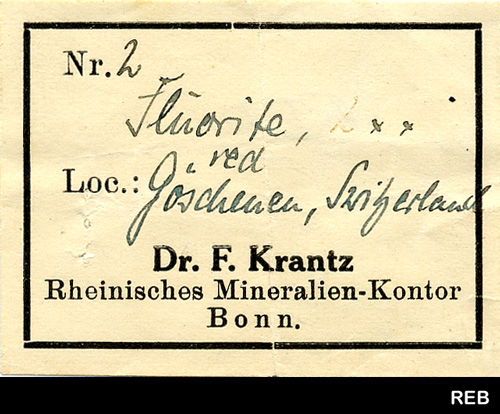 Nr. 2
Fluorite, x x
red
Loc.: Göschenen, Switzerland
Dr. F. Krantz
Rheinisches Mineralien-Kontor
Bonn.
REB